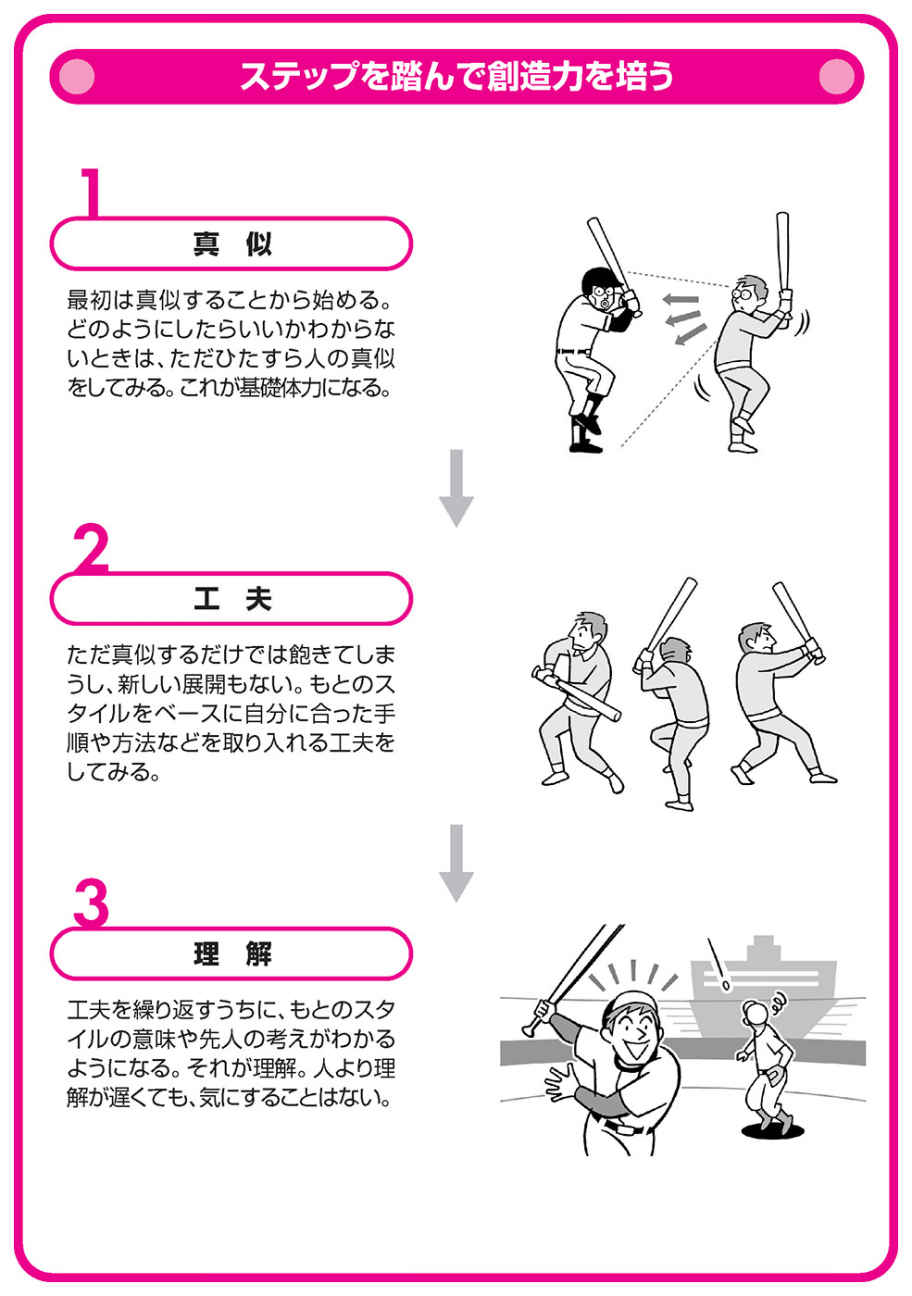 ステップを踏んで創造力を培う
1
真 似
最初は真似することから始める。
どのようにしたらいいかわからな
いときは、ただひたすら人の真似
をしてみる。これが基礎体力になる。
2
工 夫
ただ真似するだけでは飽きてしま
うし、新しい展開もない。もとのス
タイルをベースに自分に合った手
順や方法などを取り入れる工夫を
してみる。
3
理 解
工夫を繰り返すうちに、もとのスタ
イルの意味や先人の考えがわかる
ようになる。それが理解。人より理
解が遅くても、気にすることはない。